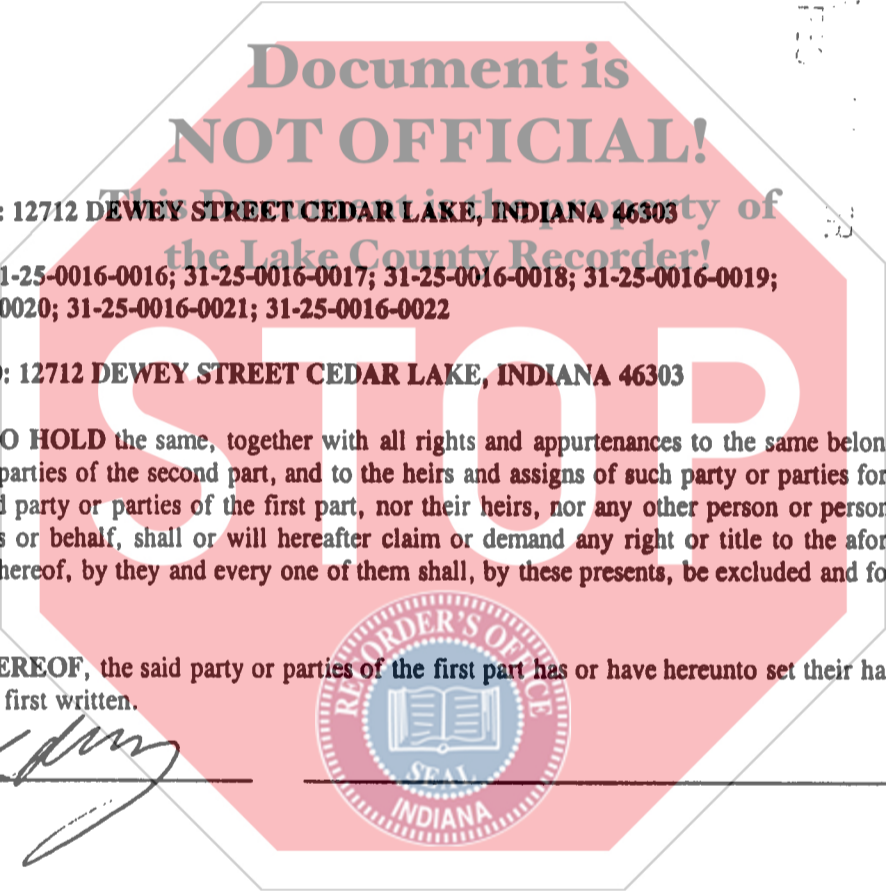 Document is
NOT OFFICIAL!
This Document is the property of
the Lake County Recorder!
STOP
: 12712 DEWEY STREET CEDAR LAKE, INDIANA 46303
1-25-0016-0016; 31-25-0016-0017; 31-25-0016-0018; 31-25-0016-0019;
0020; 31-25-0016-0021; 31-25-0016-0022
: 12712 DEWEY STREET CEDAR LAKE, INDIANA 46303
O HOLD the same, together with all rights and appurtenances to the same belon
parties of the second part, and to the heirs and assigns of such party or parties for
d party or parties of the first part, nor their heirs, nor any other person or person
s or behalf, shall or will hereafter claim or demand any right or title to the afor
hereof, by they and every one of them shall, by these presents, be excluded and fo
EREOF, the said party or parties of the first part has or have hereunto set their ha
first written.
RECORDER'S OFFICE
SEAL
INDIANA